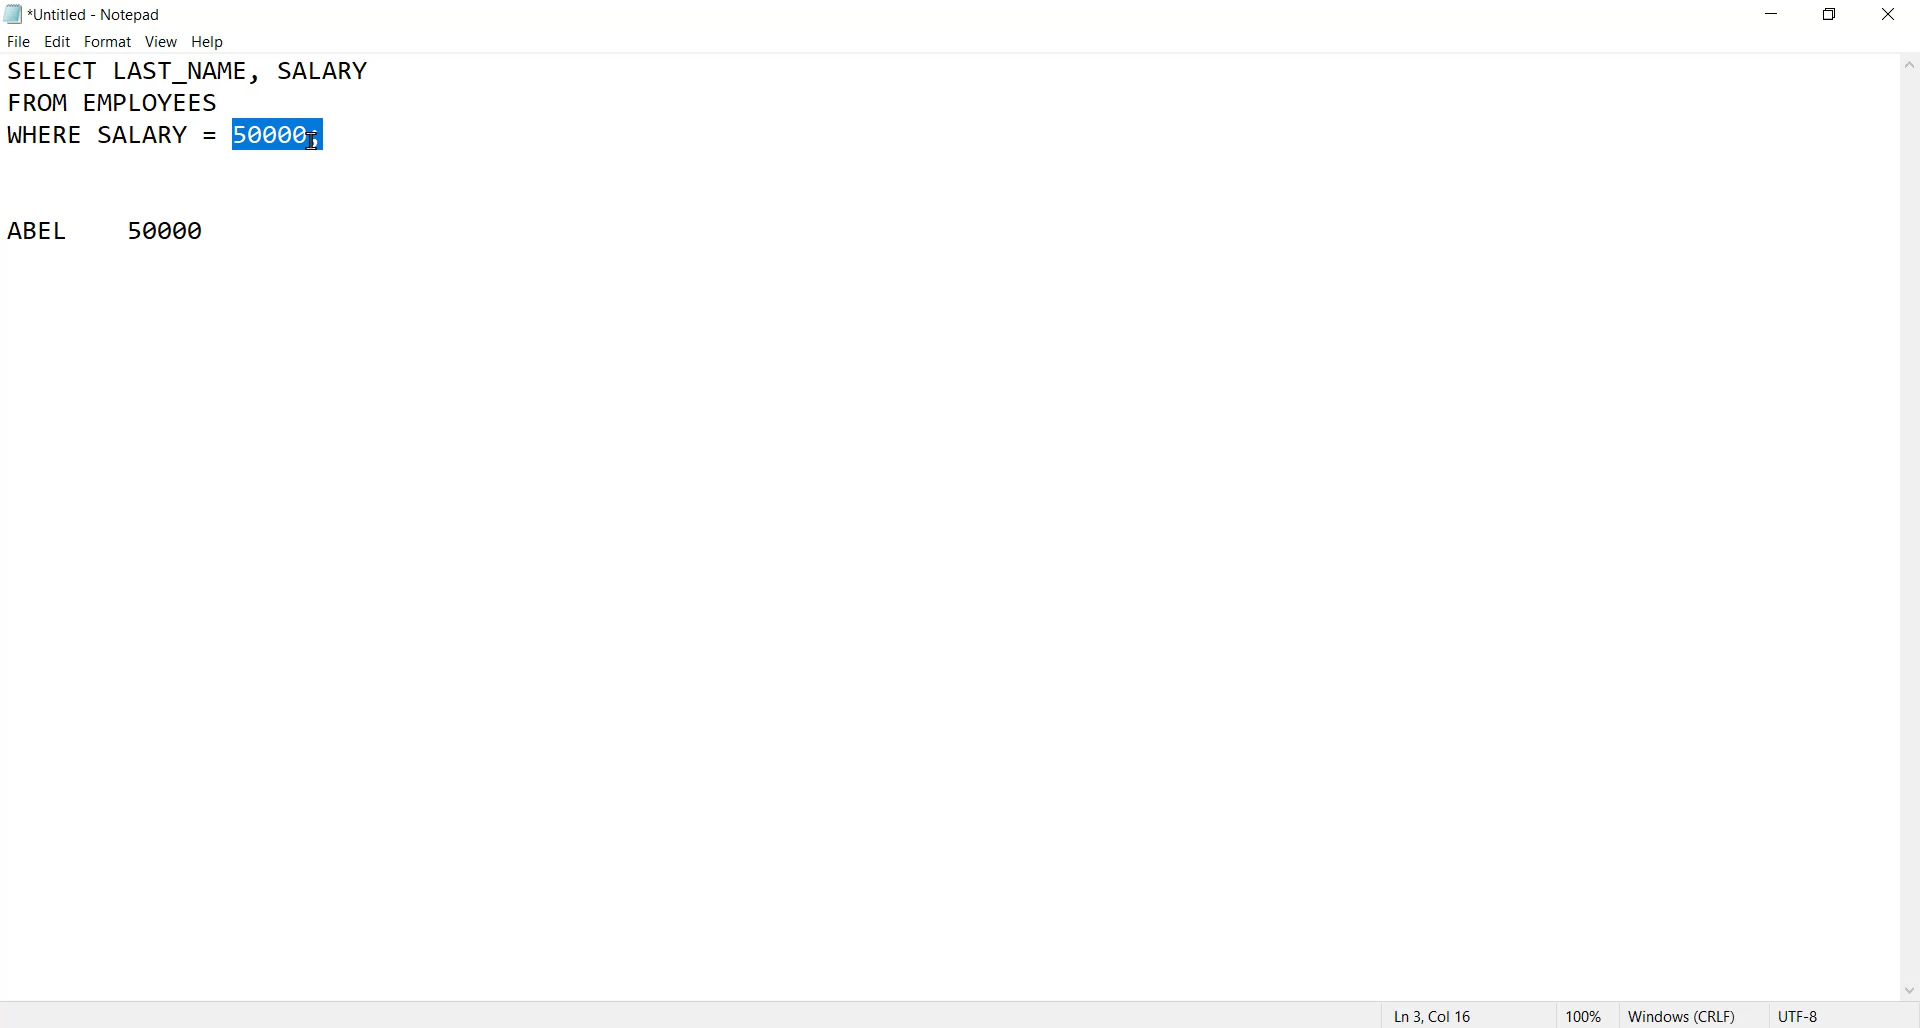 *Untitled - Notepad
File Edit Format View Help
SELECT LAST_NAME, SALARY
FROM EMPLOYEES
WHERE SALARY = 50000;
ABEL 50000
Ln 3, Col 16 100% Windows (CRLF) UTF-8